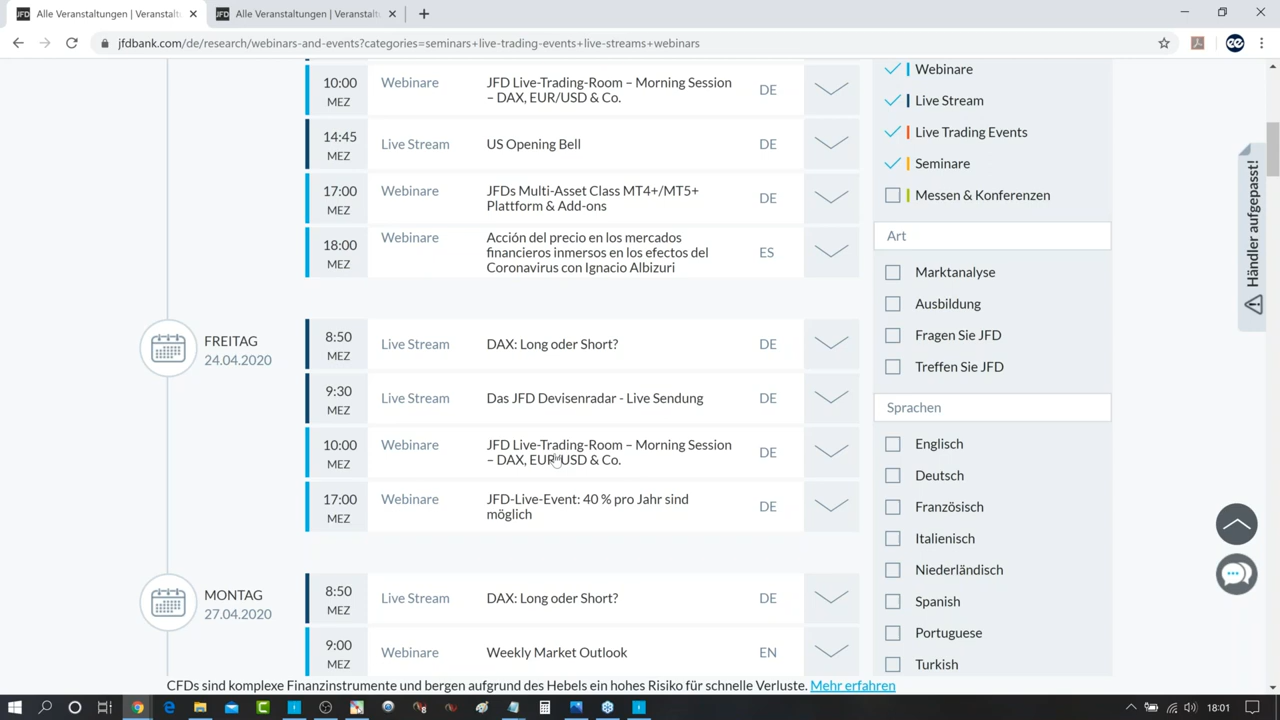 Alle Veranstaltungen | Veranstalt
Alle Veranstaltungen | Veranstalt
jfdbank.com/de/research/webinars-and-events?categories=seminars+live-trading-events+live-streams+webinars
10:00 MEZ
Webinare
JFD Live-Trading-Room – Morning Session
– DAX, EUR/USD & Co.
DE
14:45 MEZ
Live Stream
US Opening Bell
DE
17:00 MEZ
Webinare
JFDs Multi-Asset Class MT4+/MT5+
Plattform & Add-ons
DE
18:00 MEZ
Webinare
Acción del precio en los mercados
financieros inmersos en los efectos del
Coronavirus con Ignacio Albizuri
ES
FREITAG
24.04.2020
8:50 MEZ
Live Stream
DAX: Long oder Short?
DE
9:30 MEZ
Live Stream
Das JFD Devisenradar - Live Sendung
DE
10:00 MEZ
Webinare
JFD Live-Trading-Room – Morning Session
– DAX, EUR/USD & Co.
DE
17:00 MEZ
Webinare
JFD-Live-Event: 40 % pro Jahr sind
möglich
DE
MONTAG
27.04.2020
8:50 MEZ
Live Stream
DAX: Long oder Short?
DE
9:00 MEZ
Webinare
Weekly Market Outlook
EN
Webinare
Live Stream
Live Trading Events
Seminare
Messen & Konferenzen
Art
Marktanalyse
Ausbildung
Fragen Sie JFD
Treffen Sie JFD
Sprachen
Englisch
Deutsch
Französisch
Italienisch
Niederländisch
Spanish
Portuguese
Turkish
Händler aufgepasst!
CFDs sind komplexe Finanzinstrumente und bergen aufgrund des Hebels ein hohes Risiko für schnelle Verluste. Mehr erfahren
18:01